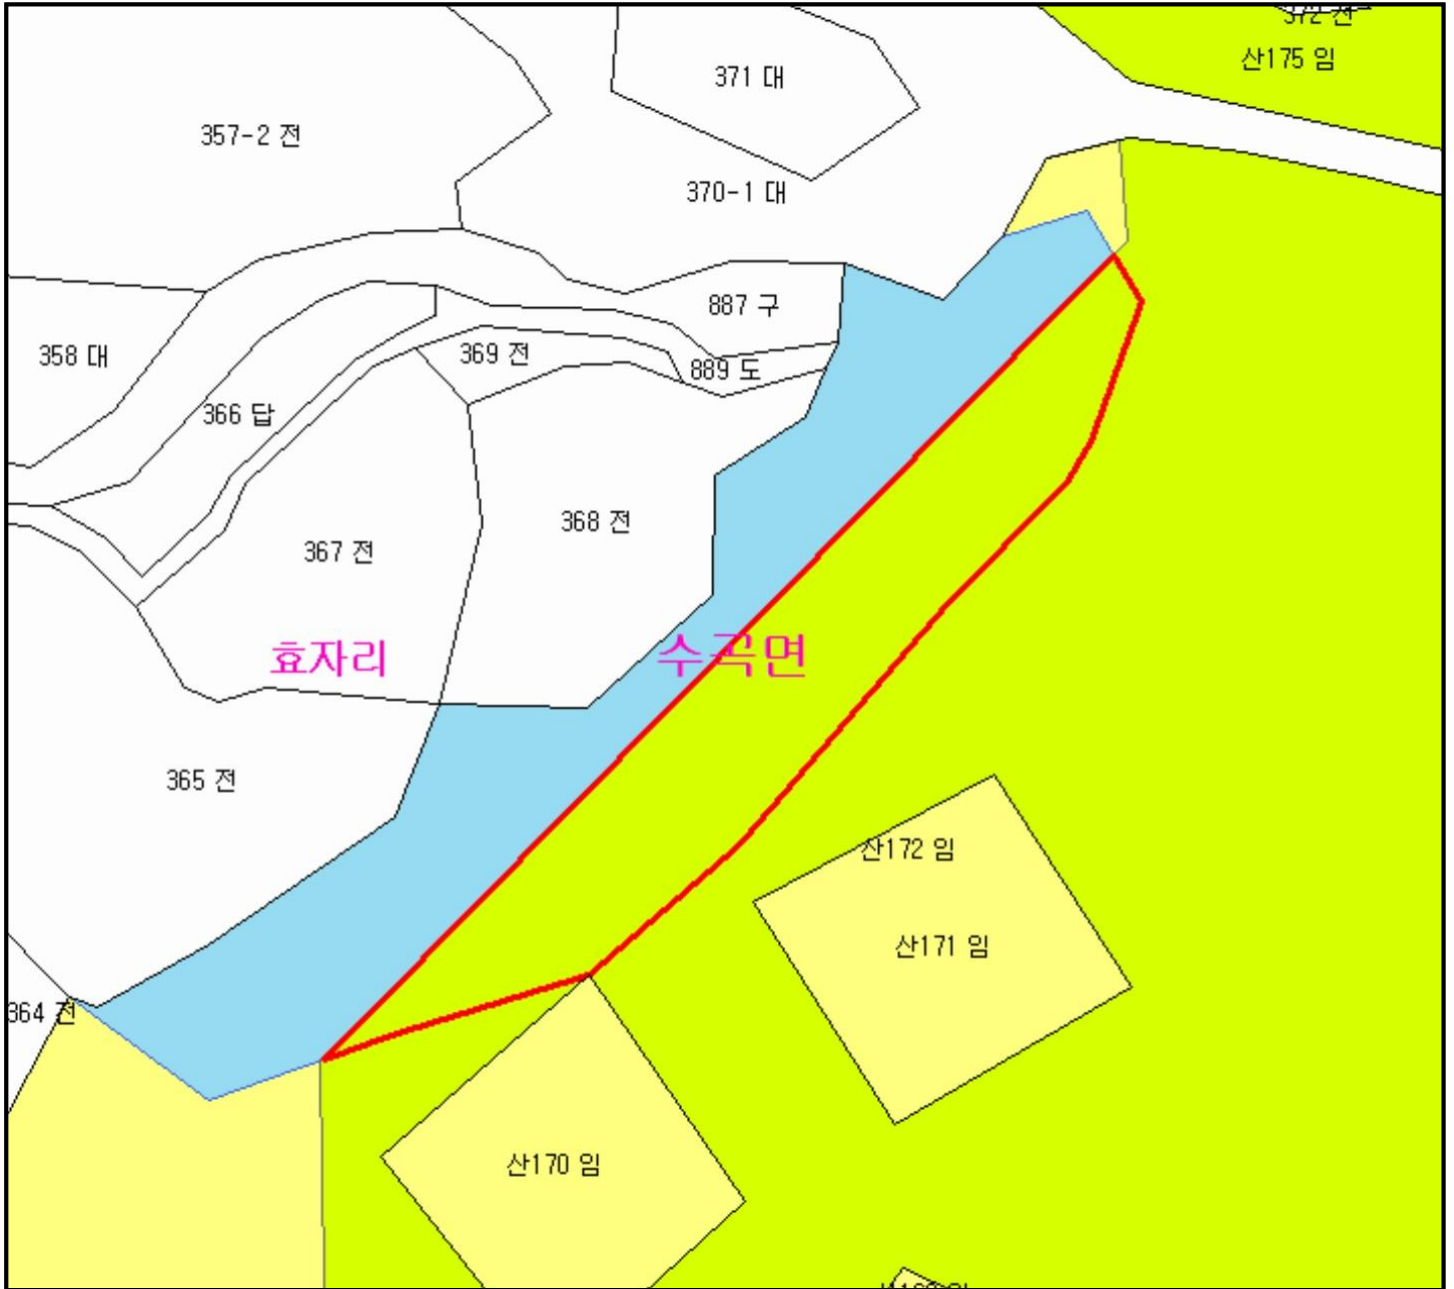 372 전
산175 임
371 대
357-2 전
370-1 대
887 구
358 대
369 전
889 도
366 답
368 전
367 전
효자리
수곡면
365 전
산172 임
산171 임
364 전
산170 임